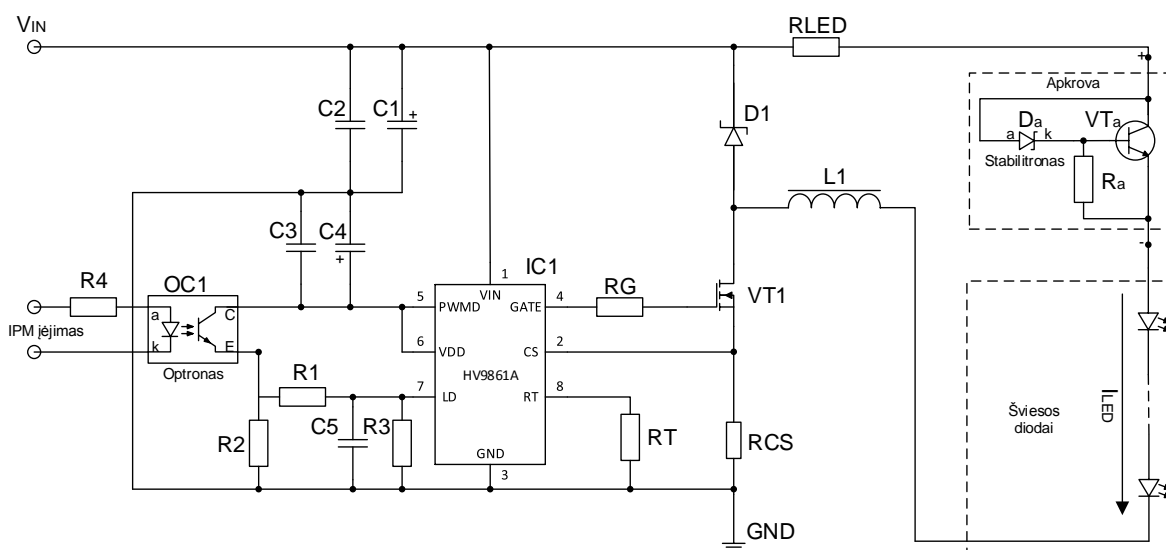 VIN
RLED
+
Apkrova
Da
VTa
a
k
Stabilitronas
Ra
-
C2
C1
+
D1
L1
C3
C4
+
IC1
R4
OC1
1
VIN
5
PWMD
GATE
4
RG
VT1
IPM įėjimas
a
C
k
E
Optronas
6
VDD
CS
2
HV9861A
R1
7
LD
RT
8
R2
C5
R3
GND
3
RT
RCS
ILED
Šviesos
diodai
GND